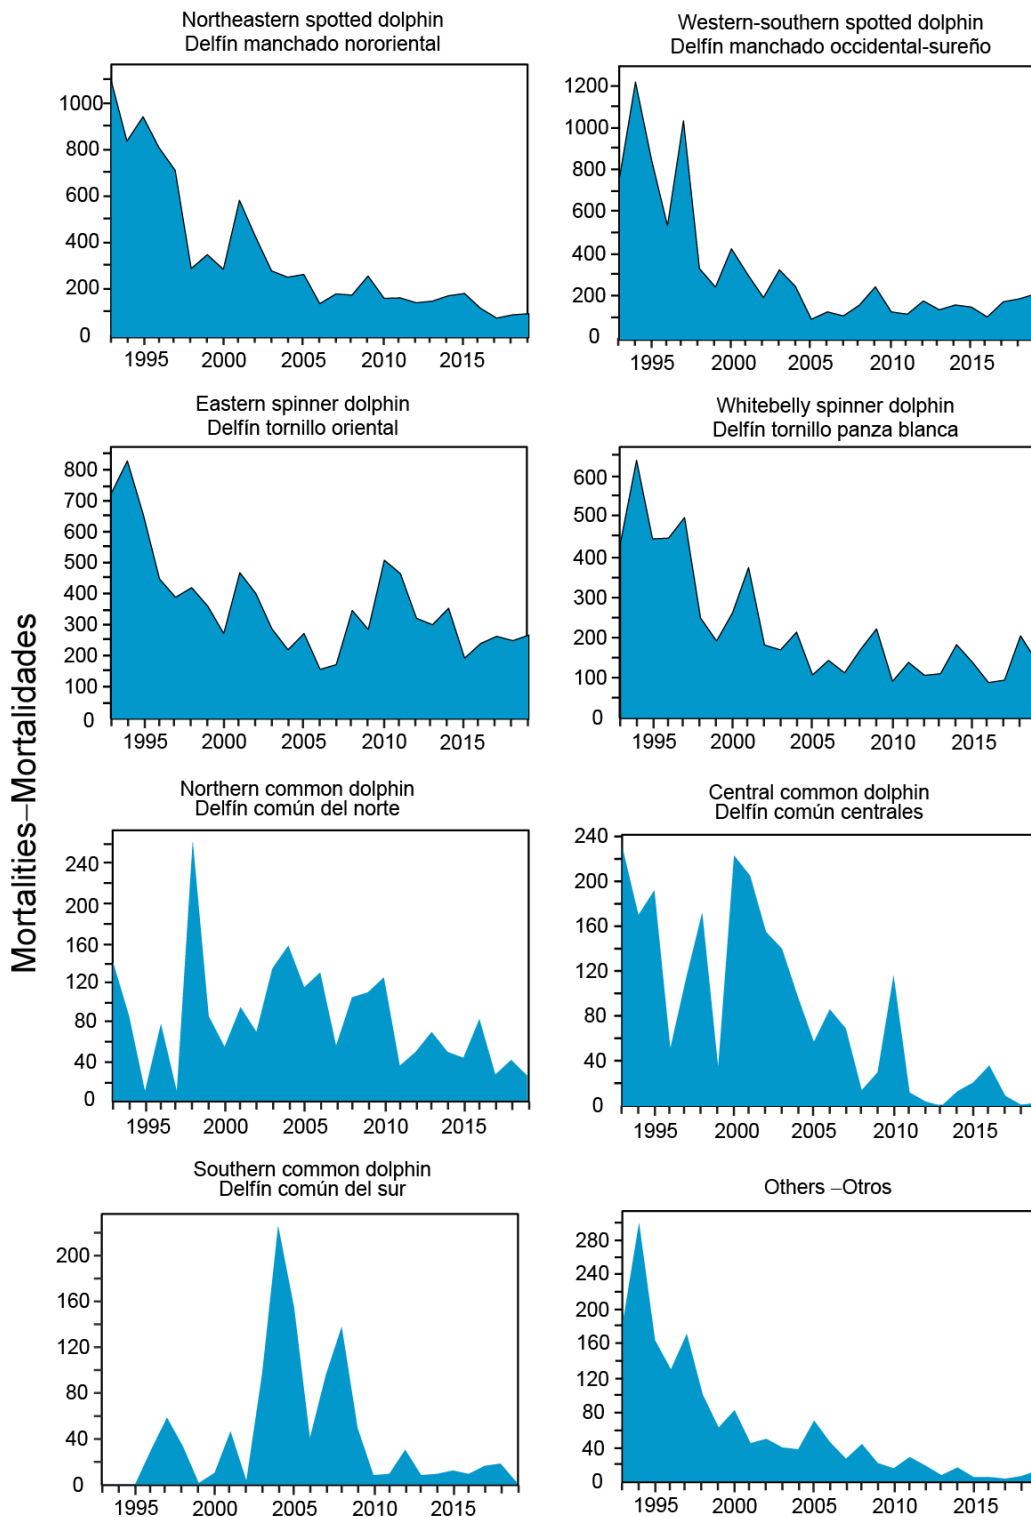 Mortalities–Mortalidades
Northeastern spotted dolphin
Delfín manchado nororiental
1000
800
600
400
200
0
1995 2000 2005 2010 2015
Western-southern spotted dolphin
Delfín manchado occidental-sureño
1200
1000
800
600
400
200
0
1995 2000 2005 2010 2015
Eastern spinner dolphin
Delfín tornillo oriental
800
700
600
500
400
300
200
100
0
1995 2000 2005 2010 2015
Whitebelly spinner dolphin
Delfín tornillo panza blanca
600
500
400
300
200
100
0
1995 2000 2005 2010 2015
Northern common dolphin
Delfín común del norte
240
200
160
120
80
40
0
1995 2000 2005 2010 2015
Central common dolphin
Delfín común centrales
240
200
160
120
80
40
0
1995 2000 2005 2010 2015
Southern common dolphin
Delfín común del sur
200
160
120
80
40
0
1995 2000 2005 2010 2015
Others –Otros
280
240
200
160
120
80
40
0
1995 2000 2005 2010 2015